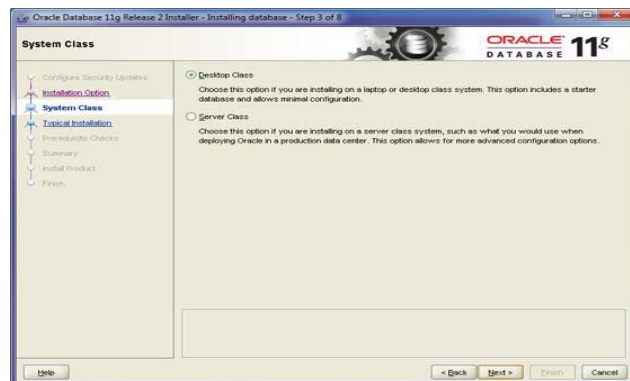 Oracle Database 11g Release 2 Installer - Installing database - Step 3 of 8
System Class
ORACLE
DATABASE 11g
Configure Security Updates
Installation Option
System Class
Typical Installation
Prerequisite Checks
Summary
Install Product
Finish
Desktop Class
Choose this option if you are installing on a laptop or desktop class system. This option includes a starter
database and allows minimal configuration.
Server Class
Choose this option if you are installing on a server class system, such as what you would use when
deploying Oracle in a production data center. This option allows for more advanced configuration options.
Help
< Back
Next >
Finish
Cancel